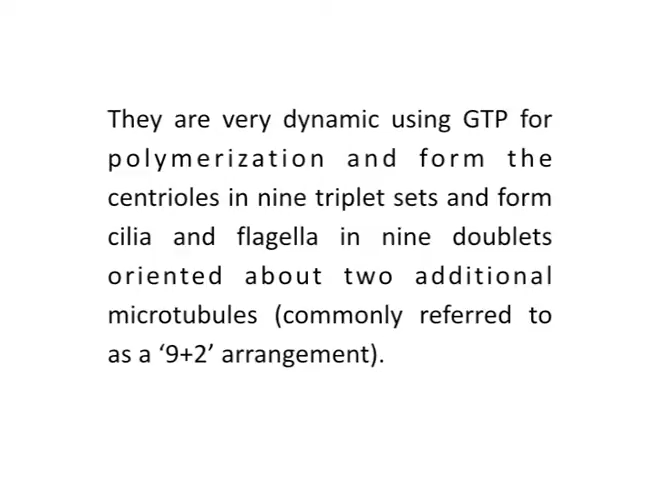 They are very dynamic using GTP for
polymerization and form the
centrioles in nine triplet sets and form
cilia and flagella in nine doublets
oriented about two additional
microtubules (commonly referred to
as a ‘9+2’ arrangement).